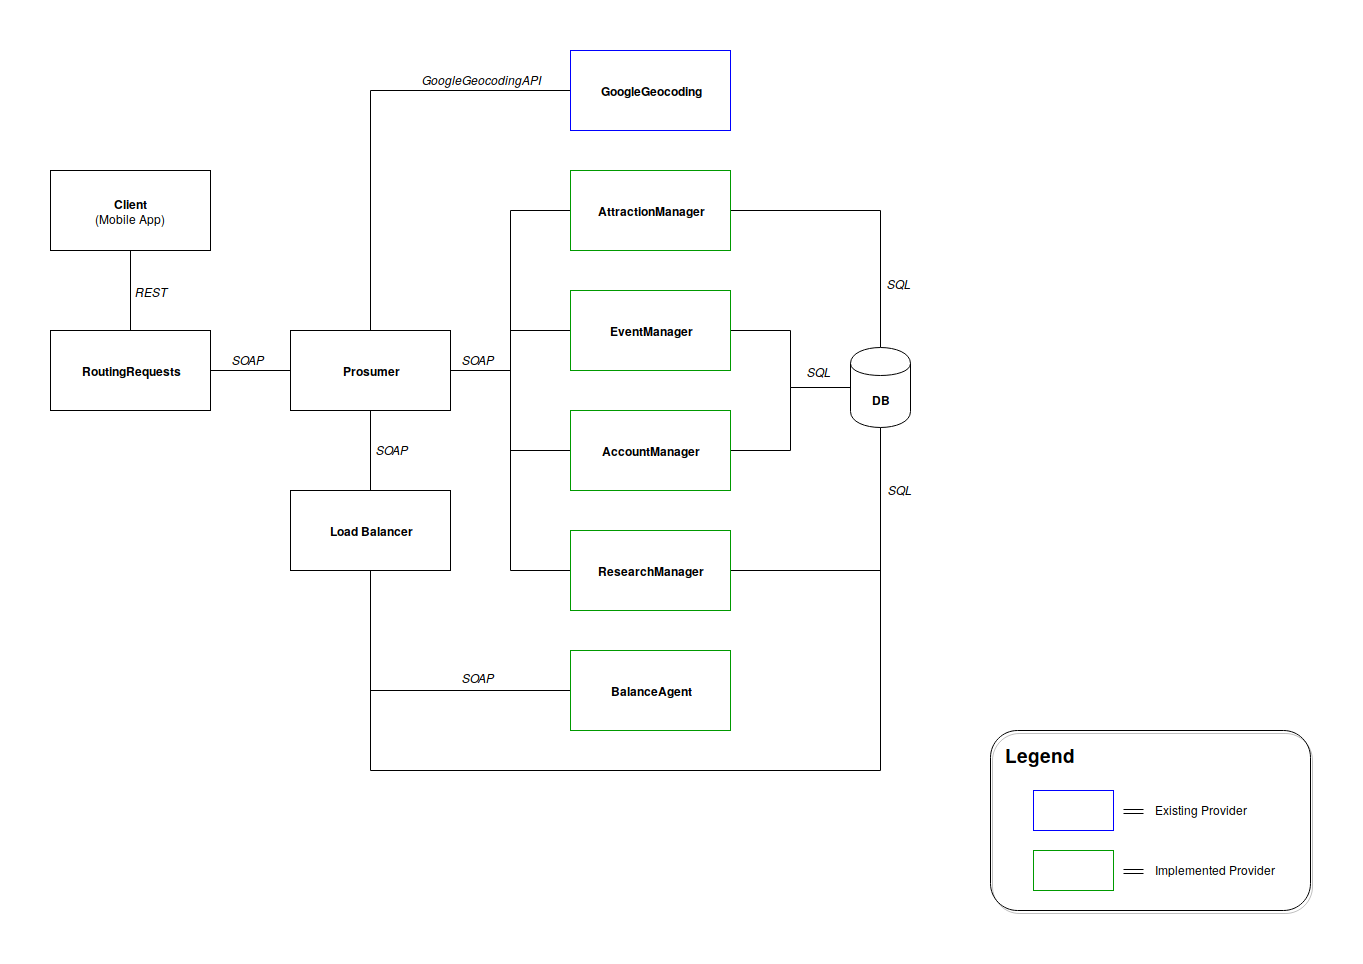 GoogleGeocodingAPI
GoogleGeocoding
Client
(Mobile App)
AttractionManager
REST
SQL
EventManager
RoutingRequests
SOAP
Prosumer
SOAP
SQL
DB
SOAP
AccountManager
SQL
Load Balancer
ResearchManager
SOAP
BalanceAgent
Legend
Existing Provider
Implemented Provider